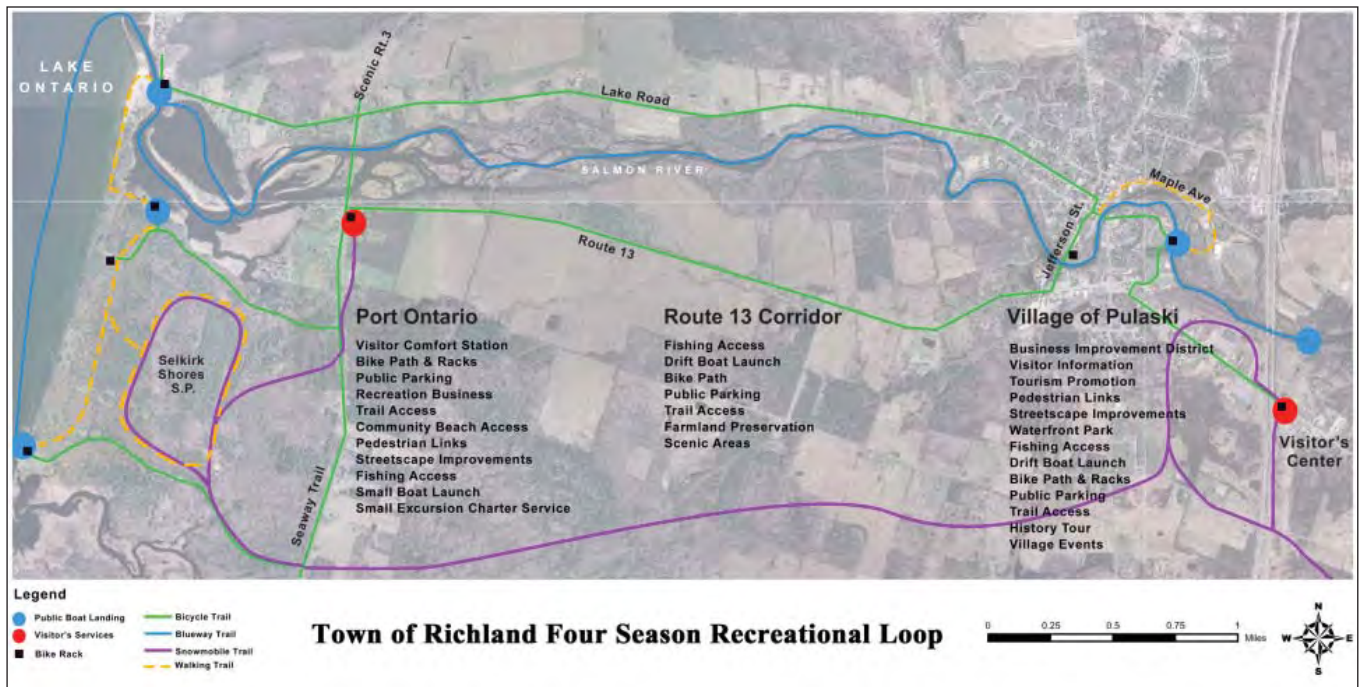 LAKE
ONTARIO
Scenic Rt.3
Lake Road
SALMON RIVER
Maple Ave
Jefferson St.
Route 13
Selkirk
Shores
S.P.
Seaway Trail
Port Ontario
Visitor Comfort Station
Bike Path & Racks
Public Parking
Recreation Business
Trail Access
Community Beach Access
Pedestrian Links
Streetscape Improvements
Fishing Access
Small Boat Launch
Small Excursion Charter Service
Route 13 Corridor
Fishing Access
Drift Boat Launch
Bike Path
Public Parking
Trail Access
Farmland Preservation
Scenic Areas
Village of Pulaski
Business Improvement District
Visitor Information
Tourism Promotion
Pedestrian Links
Streetscape Improvements
Waterfront Park
Fishing Access
Drift Boat Launch
Bike Path & Racks
Public Parking
Trail Access
History Tour
Village Events
Visitor's
Center
Legend
Public Boat Landing
Visitor's Services
Bike Rack
Bicycle Trail
Blueway Trail
Snowmobile Trail
Walking Trail
Town of Richland Four Season Recreational Loop
0 0.25 0.5 0.75 1
Miles
N
W E
S